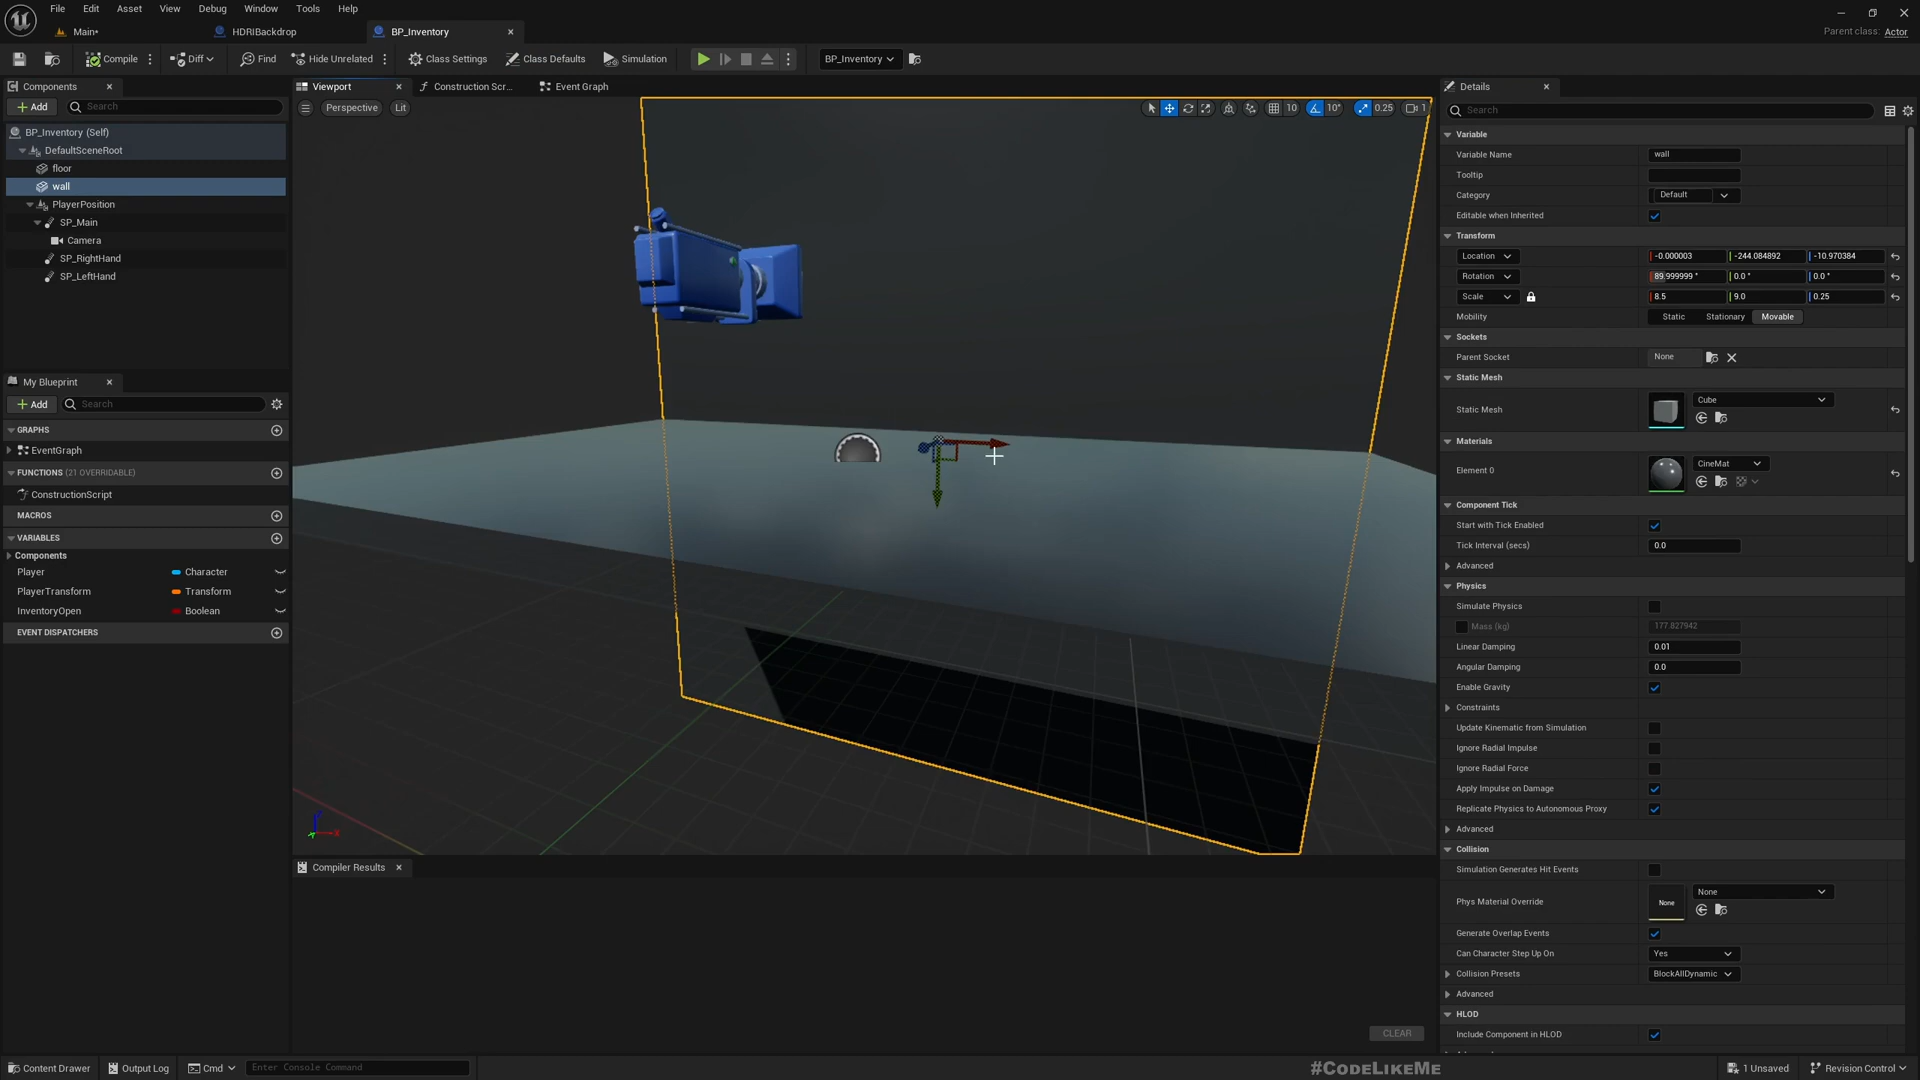 File Edit Asset View Debug Window Tools Help
Main* HDRIBackdrop BP_Inventory Parent class: Actor
Compile Diff Find Hide Unrelated Class Settings Class Defaults Simulation BP_Inventory
Components Viewport Construction Scr... Event Graph Details
Add Search Perspective Lit 10 10° 0.25 1 Search
BP_Inventory (Self)
DefaultSceneRoot
floor
wall
PlayerPosition
SP_Main
Camera
SP_RightHand
SP_LeftHand
My Blueprint
Add Search
GRAPHS
EventGraph
FUNCTIONS (21 OVERRIDABLE)
ConstructionScript
MACROS
VARIABLES
Components
Player Character
PlayerTransform Transform
InventoryOpen Boolean
EVENT DISPATCHERS
Compiler Results
CLEAR
Variable
Variable Name wall
Tooltip
Category Default
Editable when Inherited
Transform
Location -0.000003 -244.084892 -10.970384
Rotation 89.999999 ° 0.0 ° 0.0 °
Scale 8.5 9.0 0.25
Mobility Static Stationary Movable
Sockets
Parent Socket None
Static Mesh
Static Mesh Cube
Materials
Element 0 CineMat
Component Tick
Start with Tick Enabled
Tick Interval (secs) 0.0
Advanced
Physics
Simulate Physics
Mass (kg) 177.827942
Linear Damping 0.01
Angular Damping 0.0
Enable Gravity
Constraints
Update Kinematic from Simulation
Ignore Radial Impulse
Ignore Radial Force
Apply Impulse on Damage
Replicate Physics to Autonomous Proxy
Advanced
Collision
Simulation Generates Hit Events
Phys Material Override None None
Generate Overlap Events
Can Character Step Up On Yes
Collision Presets BlockAllDynamic
Advanced
HLOD
Include Component in HLOD
Content Drawer Output Log Cmd Enter Console Command #CodeLikeMe 1 Unsaved Revision Control